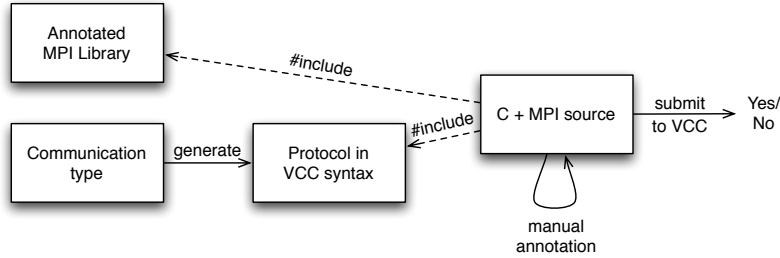 Annotated
MPI Library
#include
C + MPI source
submit
to VCC
Yes/
No
#include
Communication
type
generate
Protocol in
VCC syntax
manual
annotation